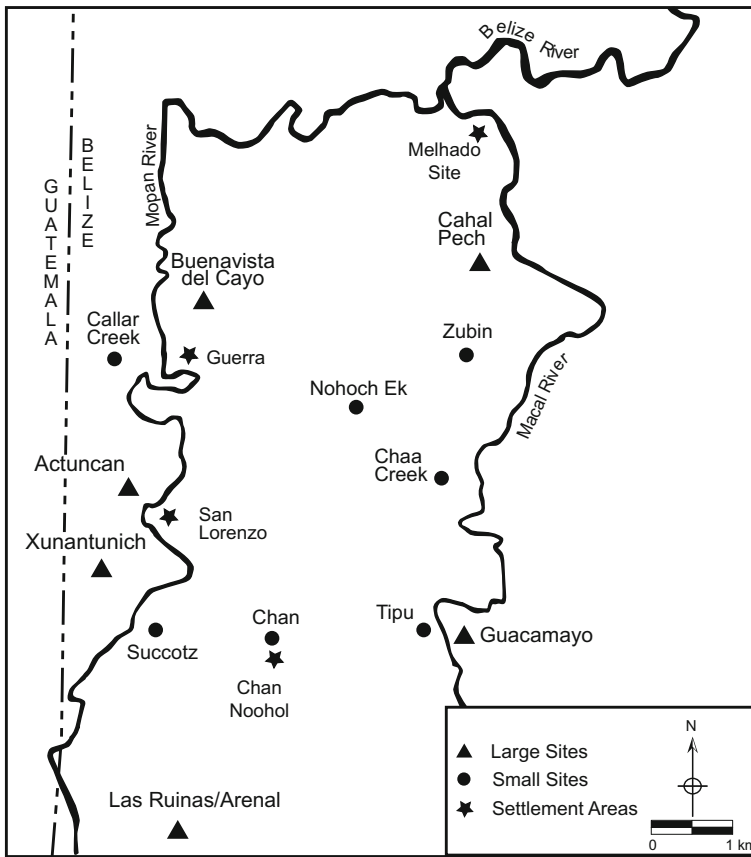 Belize River
Mopan River
BELIZE
GUATEMALA
Melhado
Site
Cahal
Pech
Buenavista
del Cayo
Callar
Creek
Guerra
Zubin
Nohoch Ek
Macal River
Chaa
Creek
Actuncan
San
Lorenzo
Xunantunich
Chan
Tipu
Succotz
Guacamayo
Chan
Noohol
Las Ruinas/Arenal
Large Sites
Small Sites
Settlement Areas
N
0 1 km